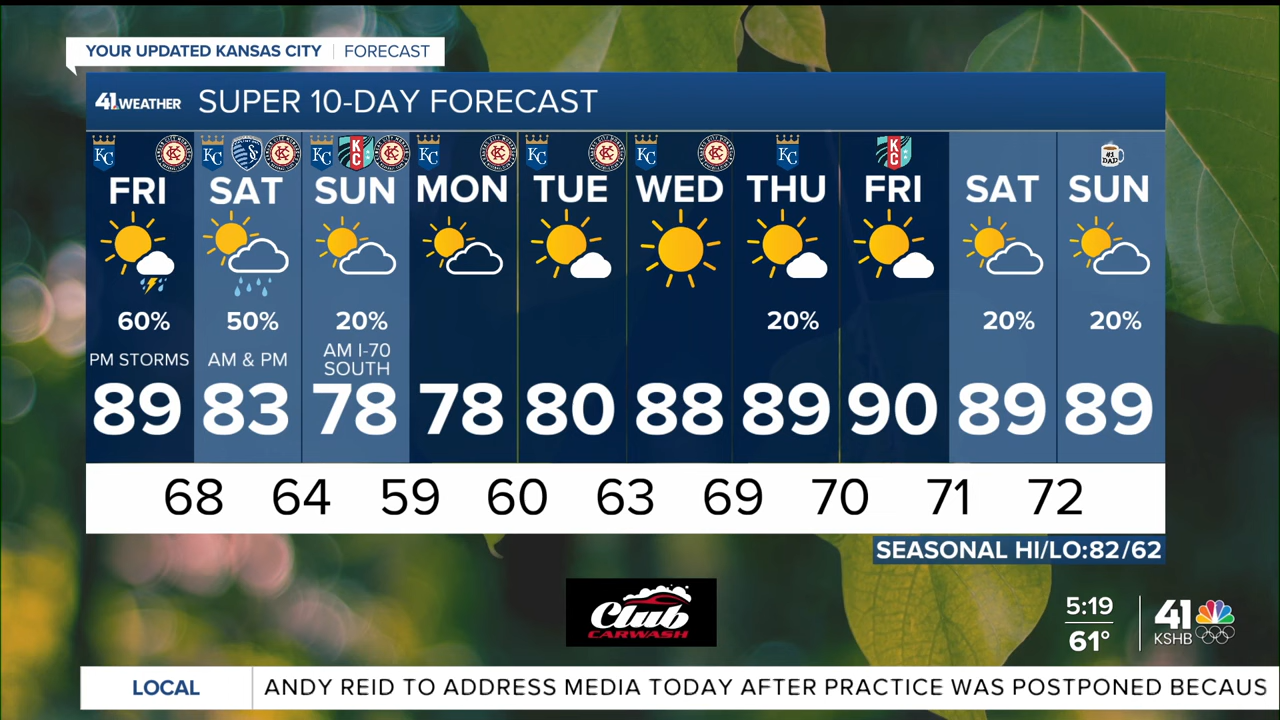 YOUR UPDATED KANSAS CITY | FORECAST
41 WEATHER SUPER 10-DAY FORECAST
FRI SAT SUN MON TUE WED THU FRI SAT SUN
#1 DAD
60% 50% 20% 20% 20% 20%
PM STORMS AM & PM AM I-70 SOUTH
89 83 78 78 80 88 89 90 89 89
68 64 59 60 63 69 70 71 72
SEASONAL HI/LO:82/62
Club
CARWASH
5:19
61°
41
KSHB
LOCAL ANDY REID TO ADDRESS MEDIA TODAY AFTER PRACTICE WAS POSTPONED BECAUS